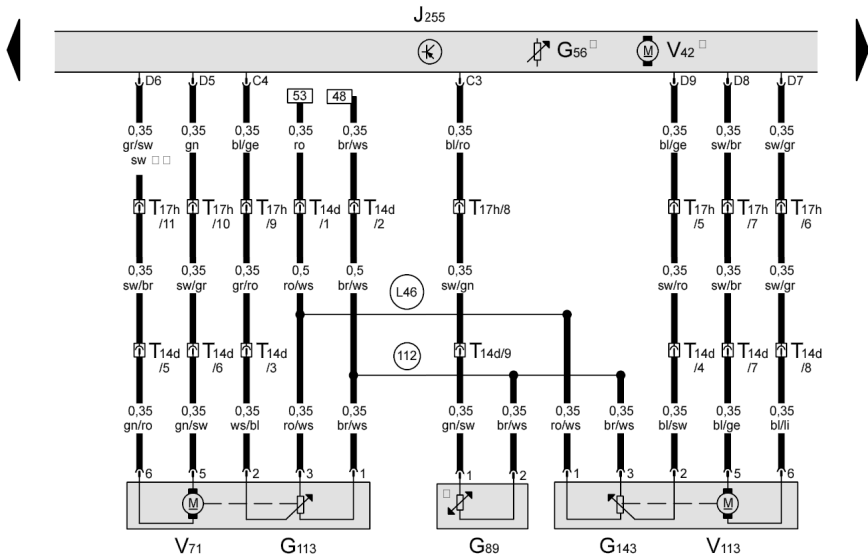 J255
G56 □ M V42 □
D6 D5 C4 C3 D9 D8 D7
53 48
0,35 0,35 0,35 0,35 0,35 0,35 0,35 0,35 0,35
gr/sw gn bl/ge ro br/ws bl/ro bl/ge sw/br sw/gr
sw □ □
T17h T17h T17h T14d T14d T17h/8 T17h T17h T17h
/11 /10 /9 /1 /2 /5 /7 /6
0,35 0,35 0,35 0,5 0,5 0,35 0,35 0,35 0,35
sw/br sw/gr gr/ro ro/ws br/ws sw/gn sw/ro sw/br sw/gr
L46
112
T14d T14d T14d T14d/9 T14d T14d T14d
/5 /6 /3 /4 /7 /8
0,35 0,35 0,35 0,35 0,35 0,35 0,35 0,35 0,35 0,35 0,35 0,35
gn/ro gn/sw ws/bl ro/ws br/ws gn/sw br/ws ro/ws br/ws bl/sw bl/ge bl/li
6 5 2 3 1 1 2 1 3 2 5 6
M □ M
V71 G113 G89 G143 V113